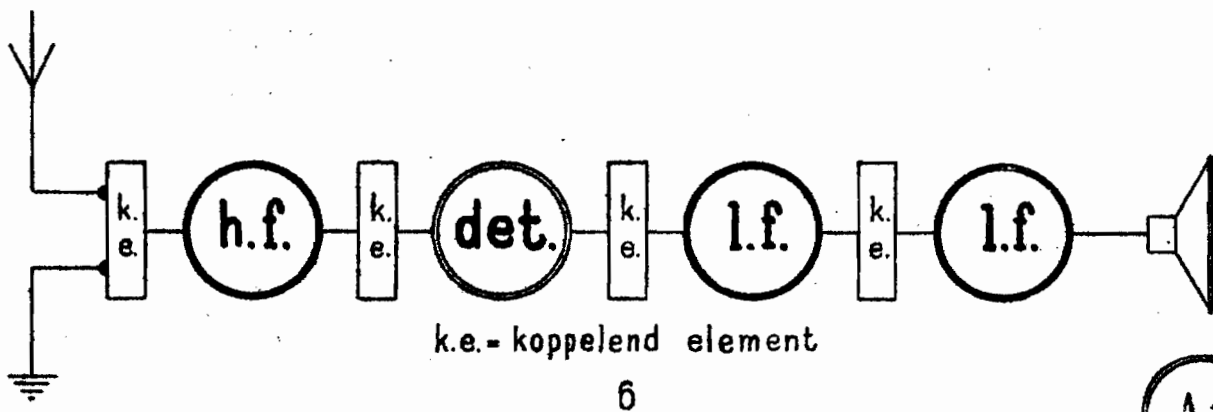 k. e. h.f. k. e. det. k. e. l.f. k. e. l.f.
k.e. = koppelend element
6